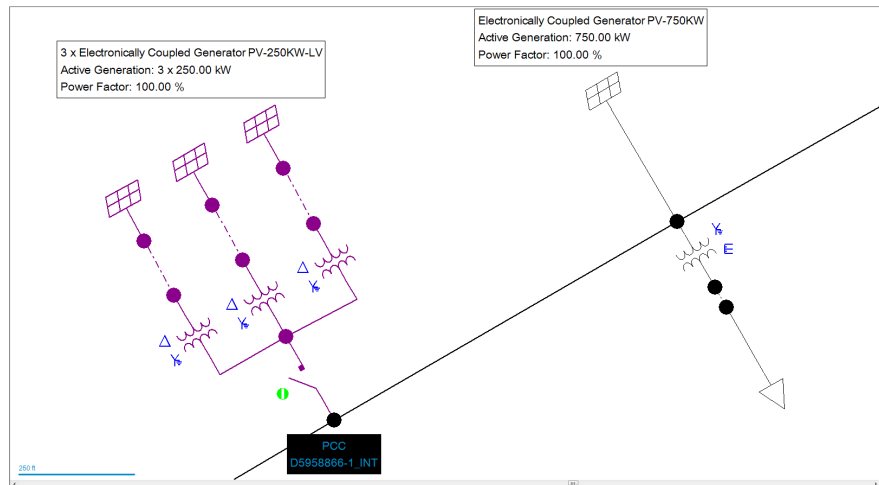 3 x Electronically Coupled Generator PV-250KW-LV
Active Generation: 3 x 250.00 kW
Power Factor: 100.00 %
Electronically Coupled Generator PV-750KW
Active Generation: 750.00 kW
Power Factor: 100.00 %
PCC
D5958866-1_INT
250 ft